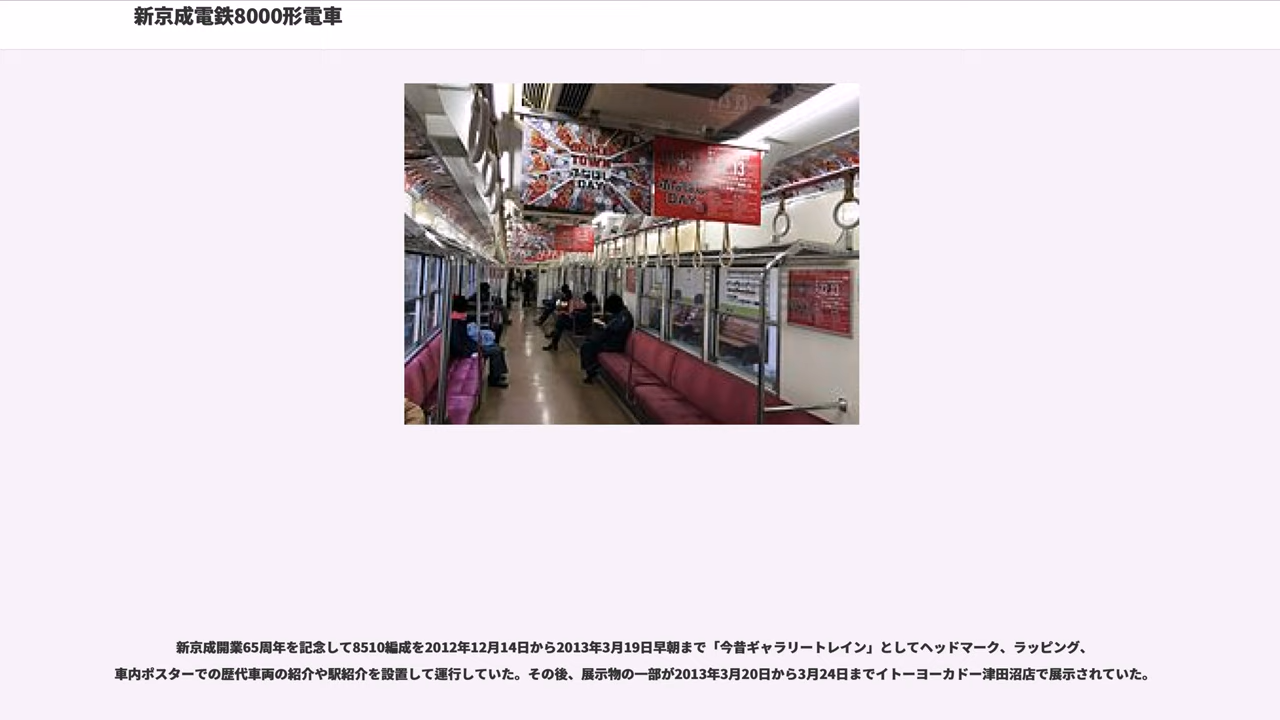 新京成電鉄8000形電車
TOWN
DAY
DAY
新京成開業65周年を記念して8510編成を2012年12月14日から2013年3月19日早朝まで「今昔ギャラリートレイン」としてヘッドマーク、ラッピング、
車内ポスターでの歴代車両の紹介や駅紹介を設置して運行していた。その後、展示物の一部が2013年3月20日から3月24日までイトーヨーカドー津田沼店で展示されていた。